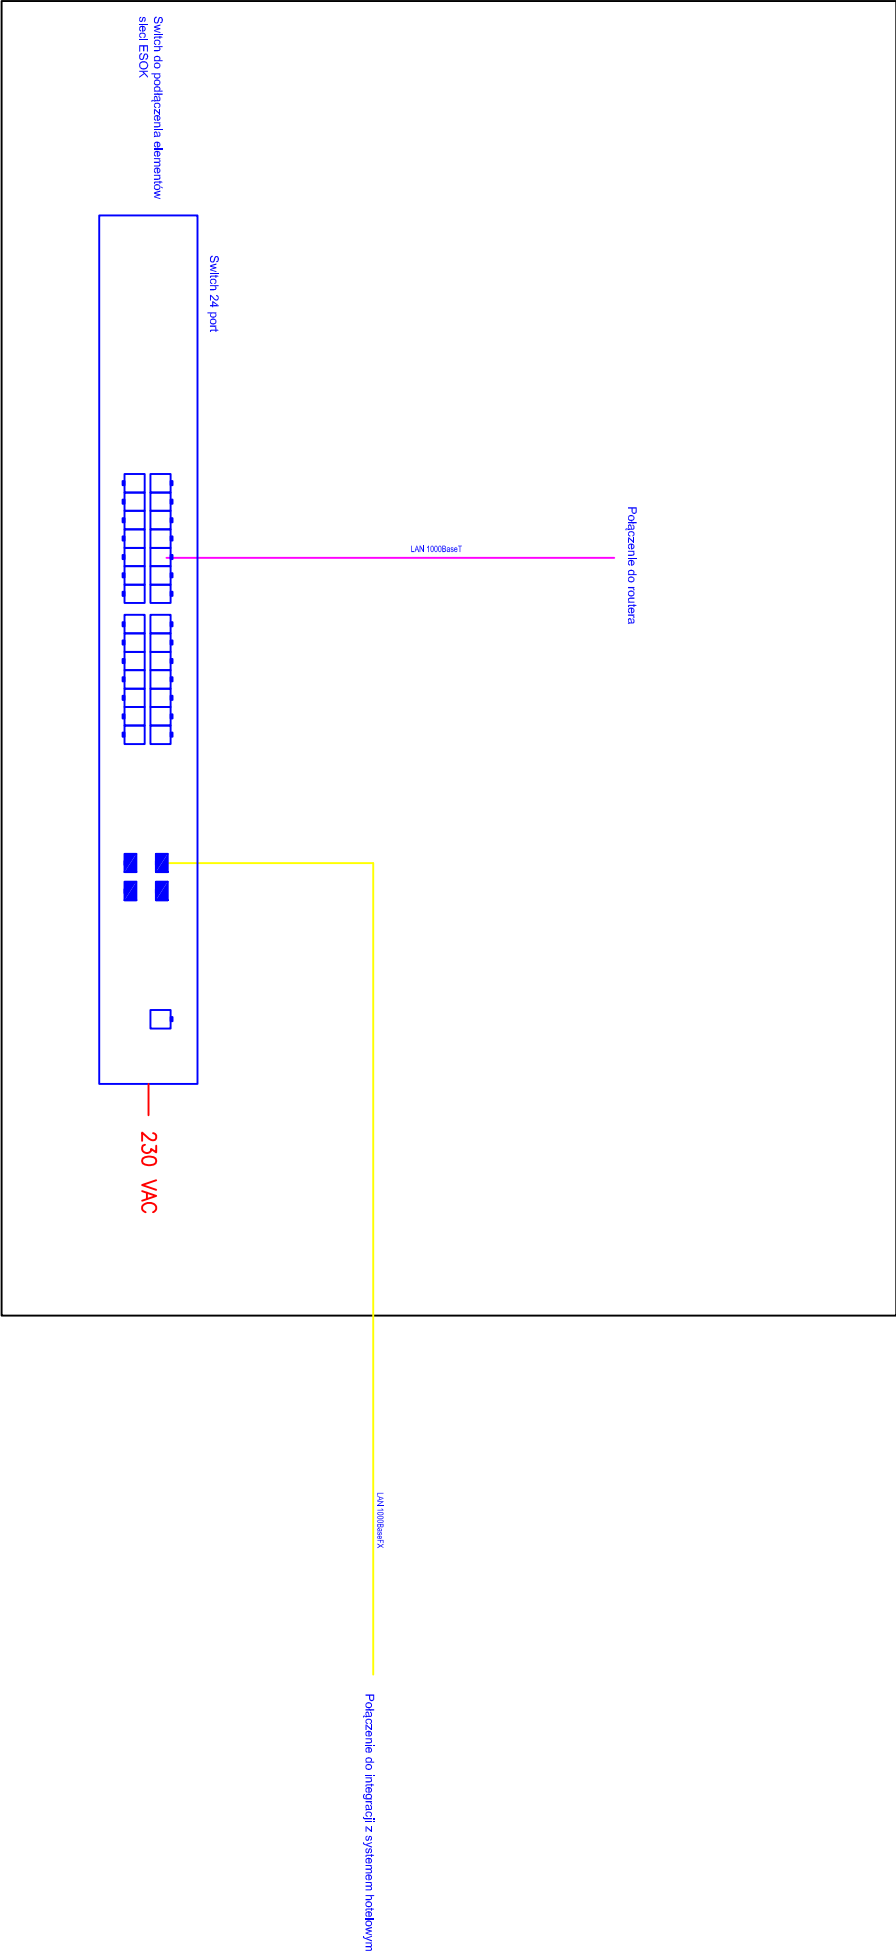 Switch do podłączenia elementów
sieci ESOK
Switch 24 port
LAN 1000BaseT
Połączenie do routera
230 VAC
LAN 1000BaseFX
Połączenie do integracji z systemem hotelowym